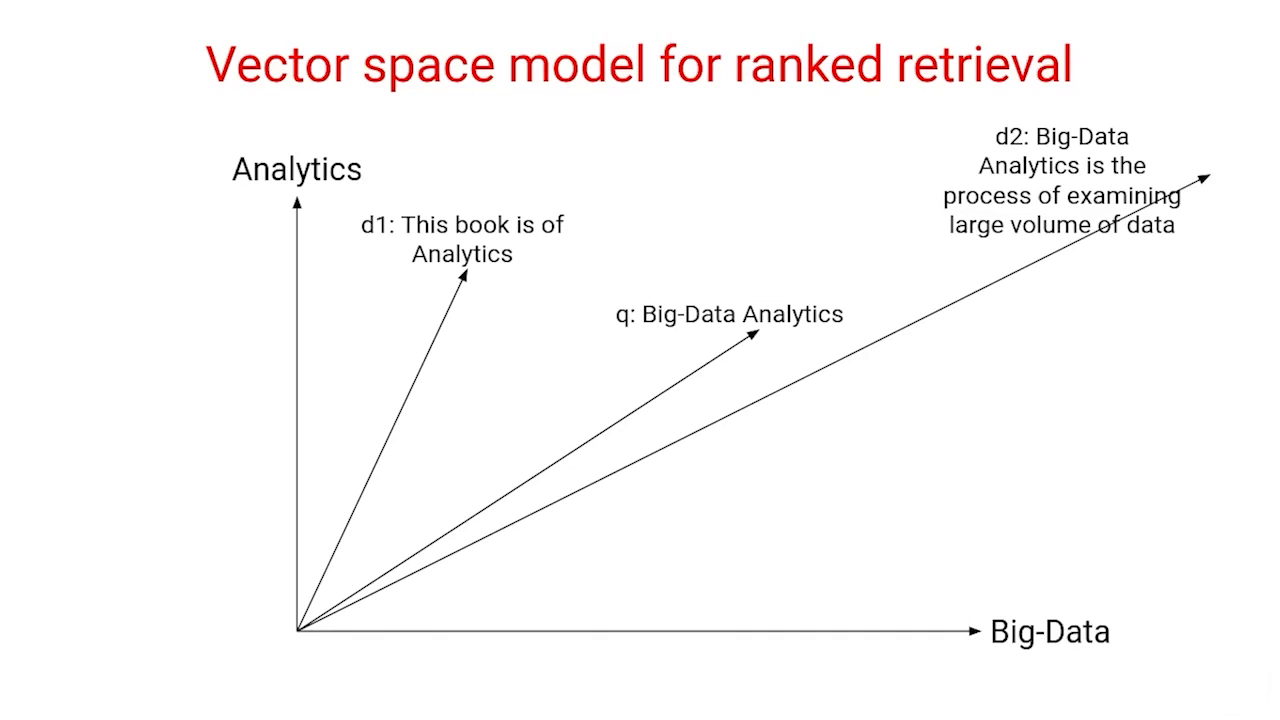 Vector space model for ranked retrieval
Analytics
d1: This book is of
Analytics
q: Big-Data Analytics
d2: Big-Data
Analytics is the
process of examining
large volume of data
Big-Data